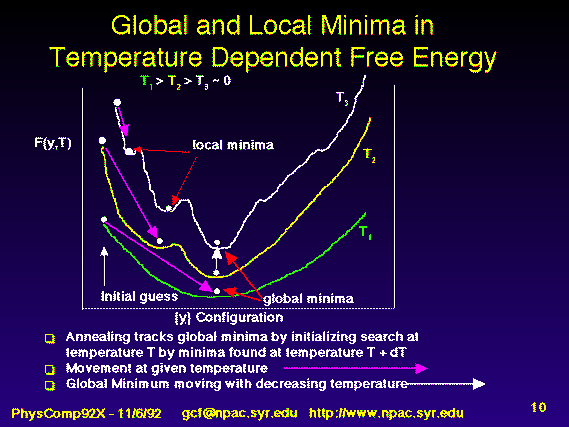 Global and Local Minima in
Temperature Dependent Free Energy
T1 > T2 > T3 ~ 0
T3
F{y,T}
local minima
T2
T1
Initial guess
global minima
{y} Configuration
Annealing tracks global minima by initializing search at
temperature T by minima found at temperature T + dT
Movement at given temperature
Global Minimum moving with decreasing temperature
PhysComp92X - 11/6/92 gcf@npac.syr.edu http://www.npac.syr.edu 10